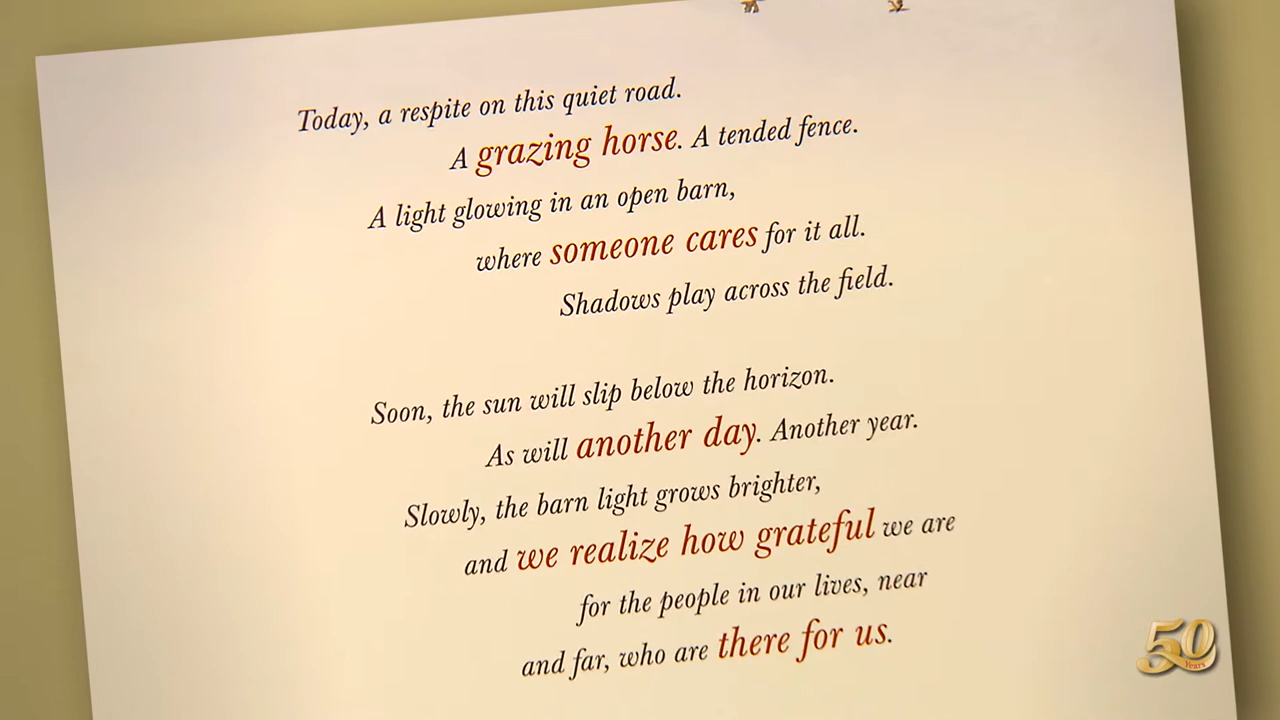 Today, a respite on this quiet road.
A grazing horse. A tended fence.
A light glowing in an open barn,
where someone cares for it all.
Shadows play across the field.
Soon, the sun will slip below the horizon.
As will another day. Another year.
Slowly, the barn light grows brighter,
and we realize how grateful we are
for the people in our lives, near
and far, who are there for us.
50
Years